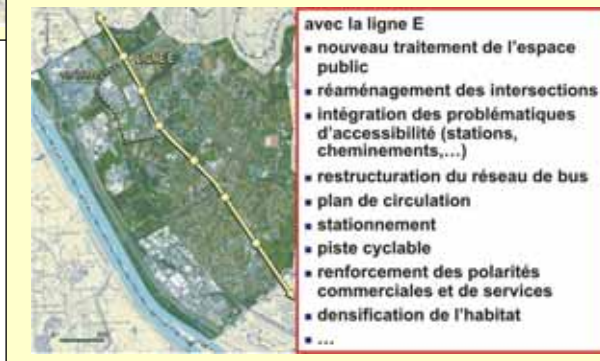 LIGNE E
avec la ligne E
▪ nouveau traitement de l'espace
public
▪ réaménagement des intersections
▪ intégration des problématiques
d'accessibilité (stations,
cheminements,...)
▪ restructuration du réseau de bus
▪ plan de circulation
▪ stationnement
▪ piste cyclable
▪ renforcement des polarités
commerciales et de services
▪ densification de l'habitat
▪ ...